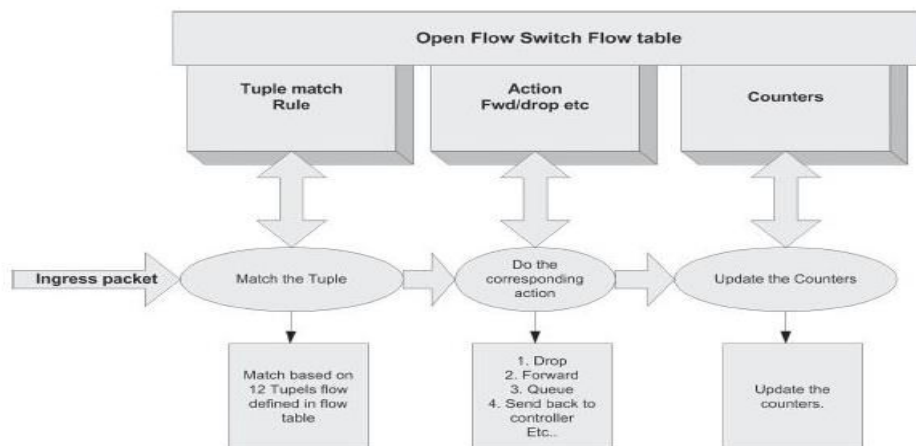 Open Flow Switch Flow table
Tuple match
Rule
Action
Fwd/drop etc
Counters
Ingress packet
Match the Tuple
Do the
corresponding
action
Update the Counters
Match based on
12 Tupels flow
defined in flow
table
1. Drop
2. Forward
3. Queue
4. Send back to
controller
Etc..
Update the
counters.